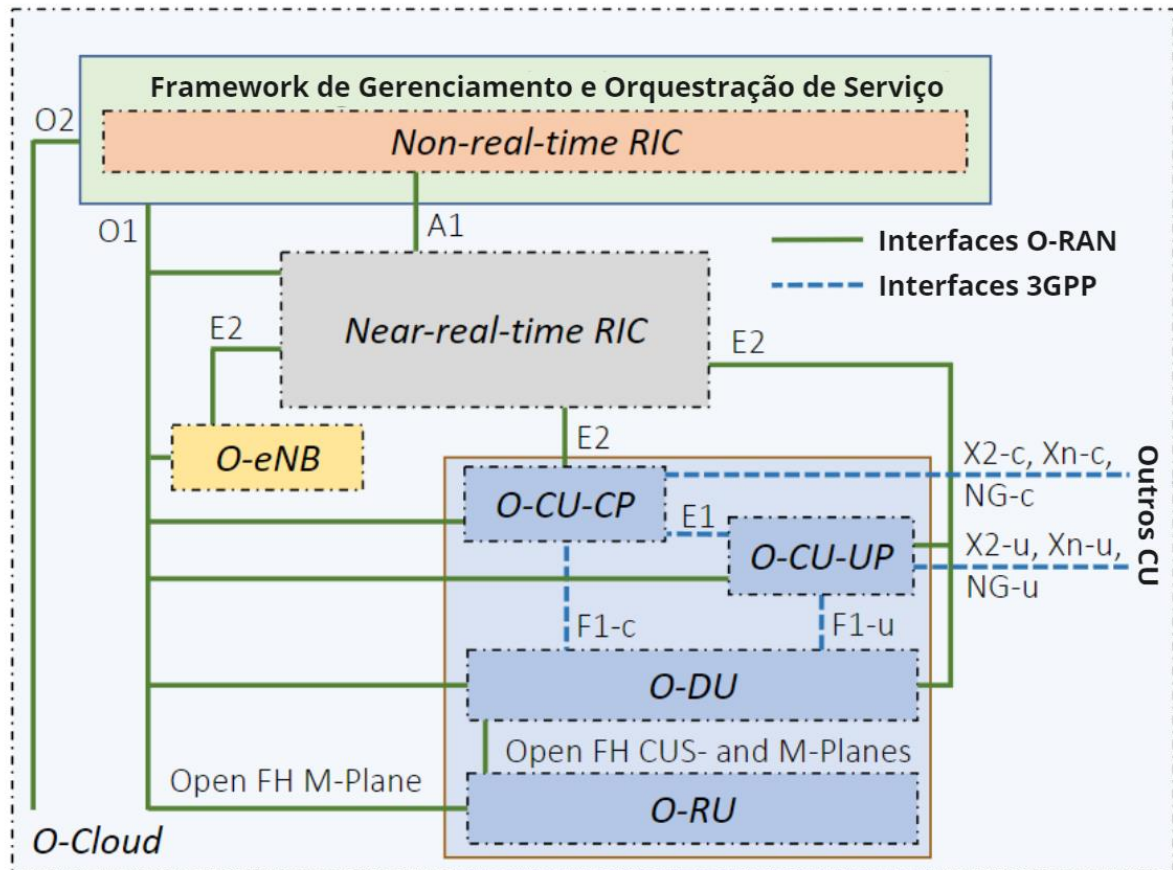 Framework de Gerenciamento e Orquestração de Serviço
O2
Non-real-time RIC
O1
A1
Interfaces O-RAN
Interfaces 3GPP
Near-real-time RIC
E2
E2
O-eNB
E2
X2-c, Xn-c,
NG-c
O-CU-CP
E1
O-CU-UP
X2-u, Xn-u,
NG-u
Outros CU
F1-c
F1-u
O-DU
Open FH CUS- and M-Planes
Open FH M-Plane
O-RU
O-Cloud